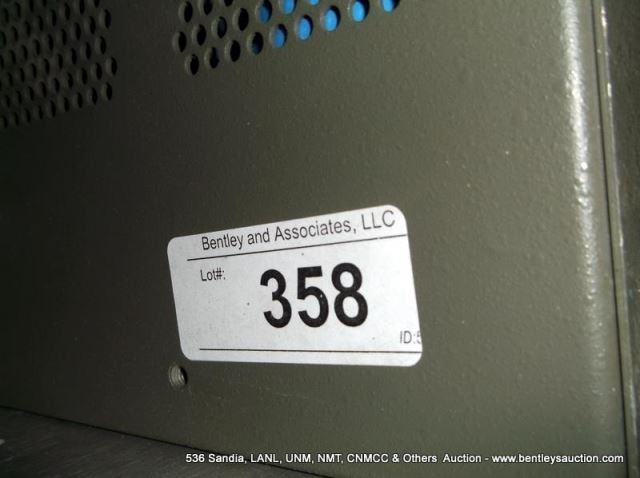 Bentley and Associates, LLC
Lot#:
358
ID:5
536 Sandia, LANL, UNM, NMT, CNMCC & Others Auction - www.bentleysauction.com